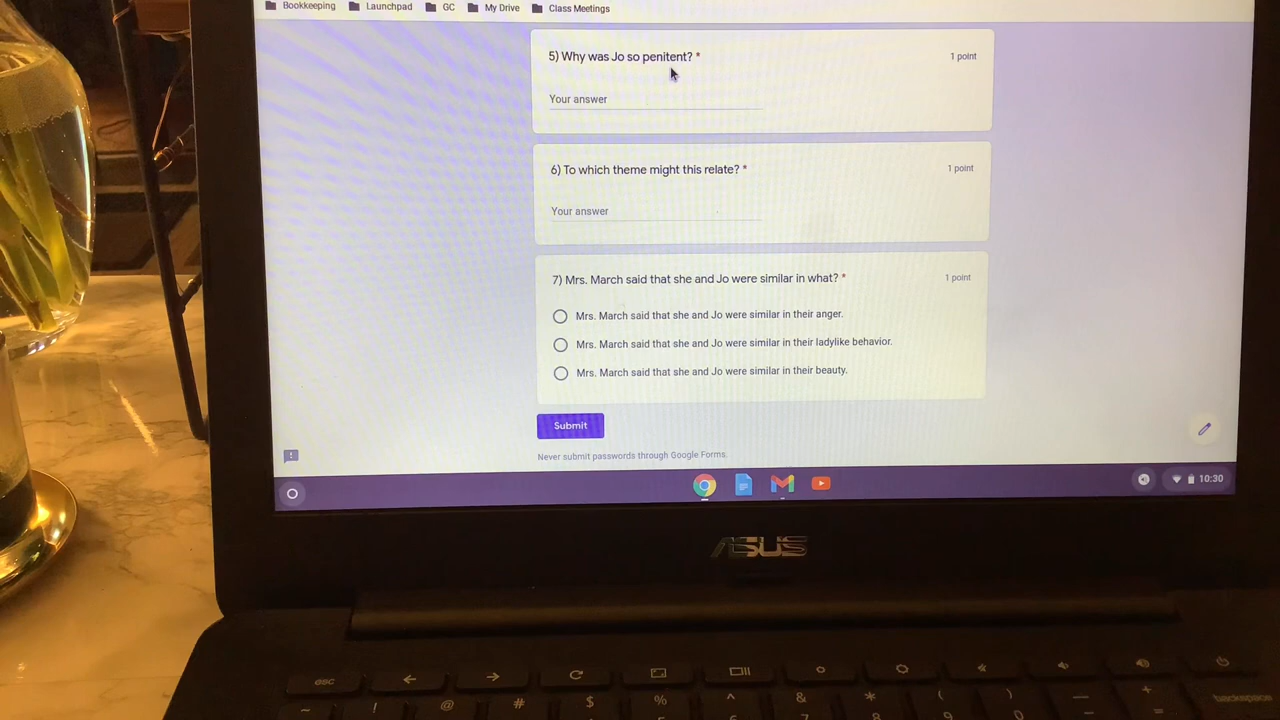 Bookkeeping Launchpad GC My Drive Class Meetings
5) Why was Jo so penitent? * 1 point
Your answer
6) To which theme might this relate? * 1 point
Your answer
7) Mrs. March said that she and Jo were similar in what? * 1 point
Mrs. March said that she and Jo were similar in their anger.
Mrs. March said that she and Jo were similar in their ladylike behavior.
Mrs. March said that she and Jo were similar in their beauty.
Submit
Never submit passwords through Google Forms.
10:30
ASUS
esc
~ ! @ # $ % ^ & * ( ) — + backspace